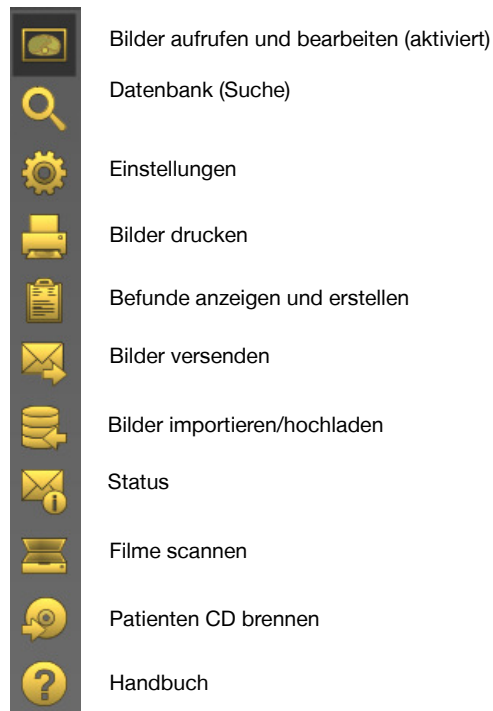 Bilder aufrufen und bearbeiten (aktiviert)
Datenbank (Suche)
Einstellungen
Bilder drucken
Befunde anzeigen und erstellen
Bilder versenden
Bilder importieren/hochladen
Status
Filme scannen
Patienten CD brennen
Handbuch